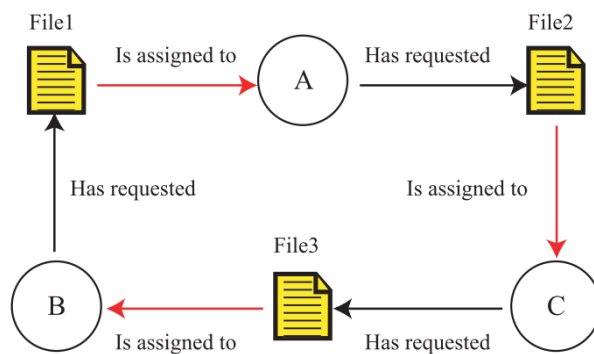 File1
Is assigned to
A
Has requested
File2
Has requested
Is assigned to
File3
B
Is assigned to
Has requested
C